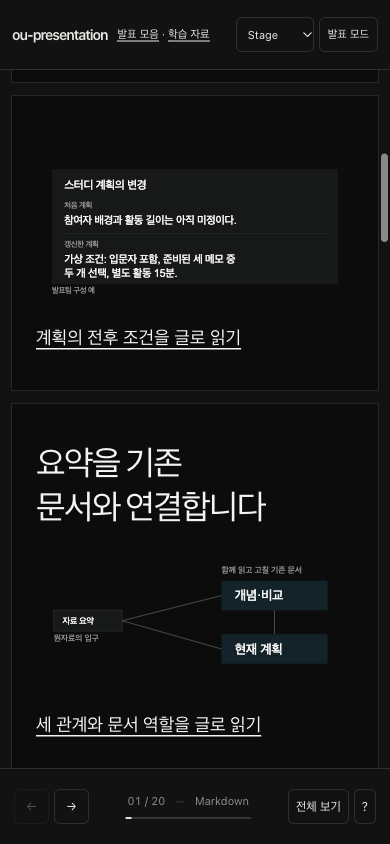 ou-presentation 발표 모음 · 학습 자료 Stage 발표 모드
스터디 계획의 변경
처음 계획
참여자 배경과 활동 길이는 아직 미정이다.
갱신한 계획
가상 조건: 입문자 포함, 준비된 세 메모 중
두 개 선택, 별도 활동 15분.
발표팀 구성 예
계획의 전후 조건을 글로 읽기
요약을 기존
문서와 연결합니다
함께 읽고 고칠 기존 문서
개념·비교
자료 요약
원자료의 입구
현재 계획
세 관계와 문서 역할을 글로 읽기
← → 01 / 20 — Markdown 전체 보기 ?